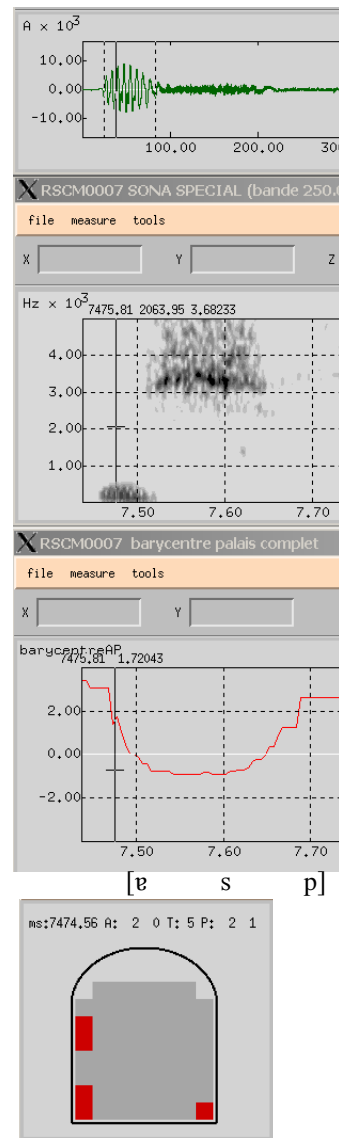 A × 10³
10.00
0.00
-10.00
100.00 200.00 300
RSCM0007 SONA SPECIAL (bande 250.0
file measure tools
X Y Z
Hz × 10³ 7475.81 2063.95 3.68233
4.00
3.00
2.00
1.00
7.50 7.60 7.70
RSCM0007 barycentre palais complet
file measure tools
X Y
barycentreAP
7475.81 1.72043
2.00
0.00
-2.00
7.50 7.60 7.70
[ɐ s p]
ms:7474.56 A: 2 0 T: 5 P: 2 1